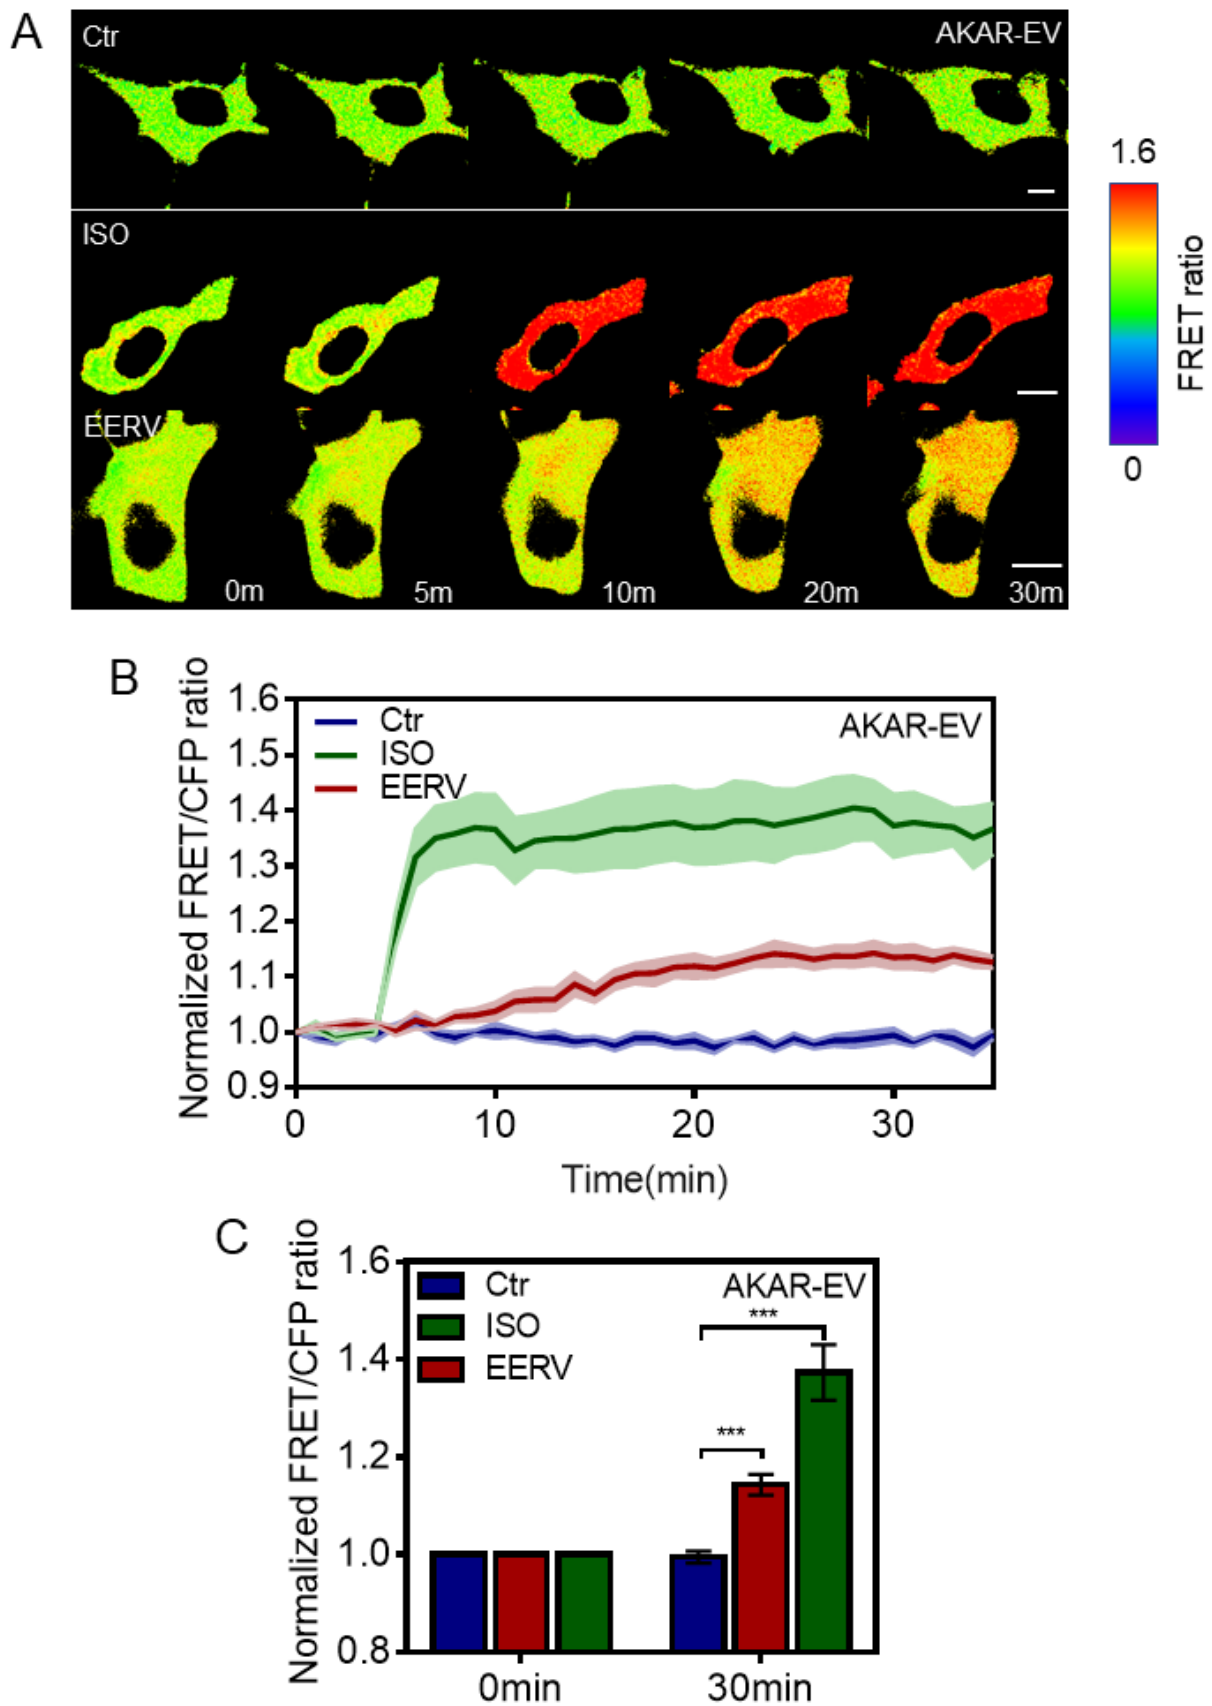 A
Ctr
AKAR-EV
ISO
EERV
0m
5m
10m
20m
30m
1.6
0
FRET ratio
B
Normalized FRET/CFP ratio
1.6
1.5
1.4
1.3
1.2
1.1
1.0
0.9
Ctr
ISO
EERV
AKAR-EV
0
10
20
30
Time(min)
C
Normalized FRET/CFP ratio
1.6
1.4
1.2
1.0
0.8
Ctr
ISO
EERV
AKAR-EV
***
***
0min
30min